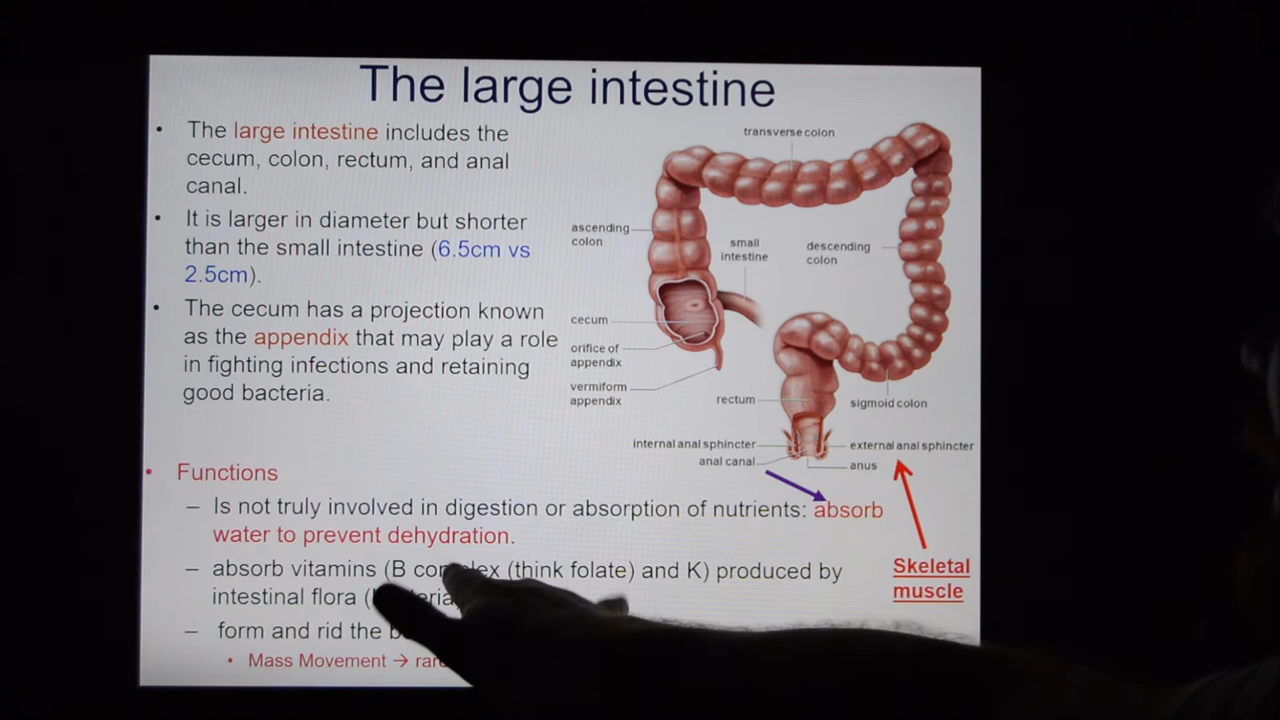 The large intestine
• The large intestine includes the
cecum, colon, rectum, and anal
canal.
• It is larger in diameter but shorter
than the small intestine (6.5cm vs
2.5cm).
• The cecum has a projection known
as the appendix that may play a role
in fighting infections and retaining
good bacteria.
transverse colon
ascending
colon
small
intestine
descending
colon
cecum
orifice of
appendix
vermiform
appendix
rectum
sigmoid colon
internal anal sphincter
external anal sphincter
anal canal
anus
• Functions
– Is not truly involved in digestion or absorption of nutrients: absorb
water to prevent dehydration.
– absorb vitamins (B complex (think folate) and K) produced by
intestinal flora
– form and rid the
• Mass Movement →
Skeletal
muscle